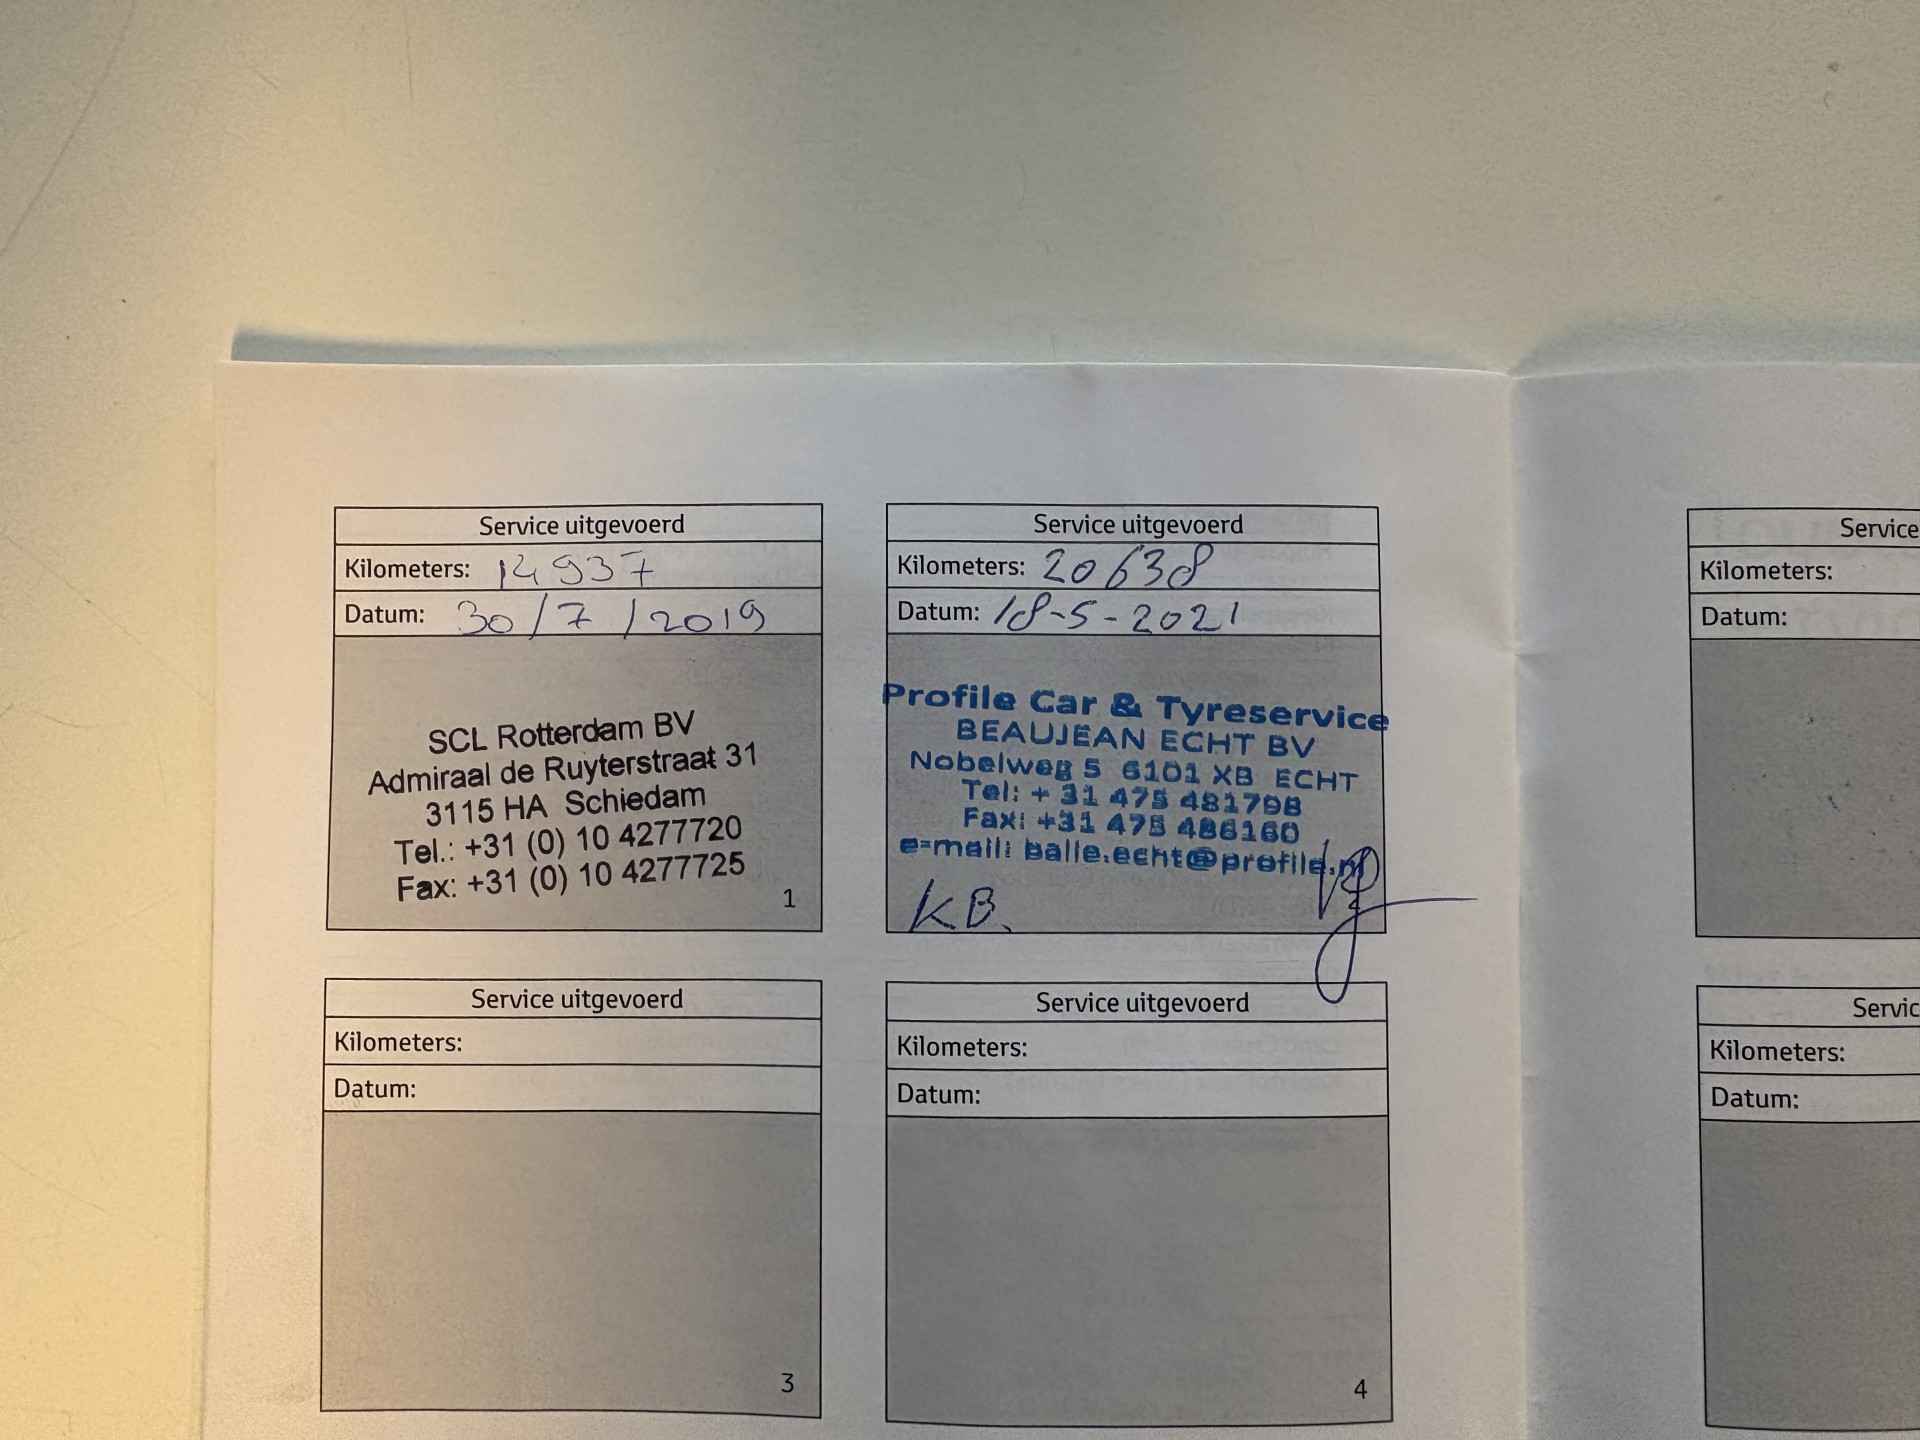 Service uitgevoerd
Kilometers: 14937
Datum: 30/7/2019
SCL Rotterdam BV
Admiraal de Ruyterstraat 31
3115 HA Schiedam
Tel.: +31 (0) 10 4277720
Fax: +31 (0) 10 4277725
1
Service uitgevoerd
Kilometers: 20638
Datum: 18-5-2021
Profile Car & Tyreservice
BEAUJEAN ECHT BV
Nobelweg 5 6101 XB ECHT
Tel: + 31 475 481798
Fax: +31 475 486160
e-mail: balie.echt@profile.nl
KB.
Service
Kilometers:
Datum:
Service uitgevoerd
Kilometers:
Datum:
3
Service uitgevoerd
Kilometers:
Datum:
4
Servic
Kilometers:
Datum: